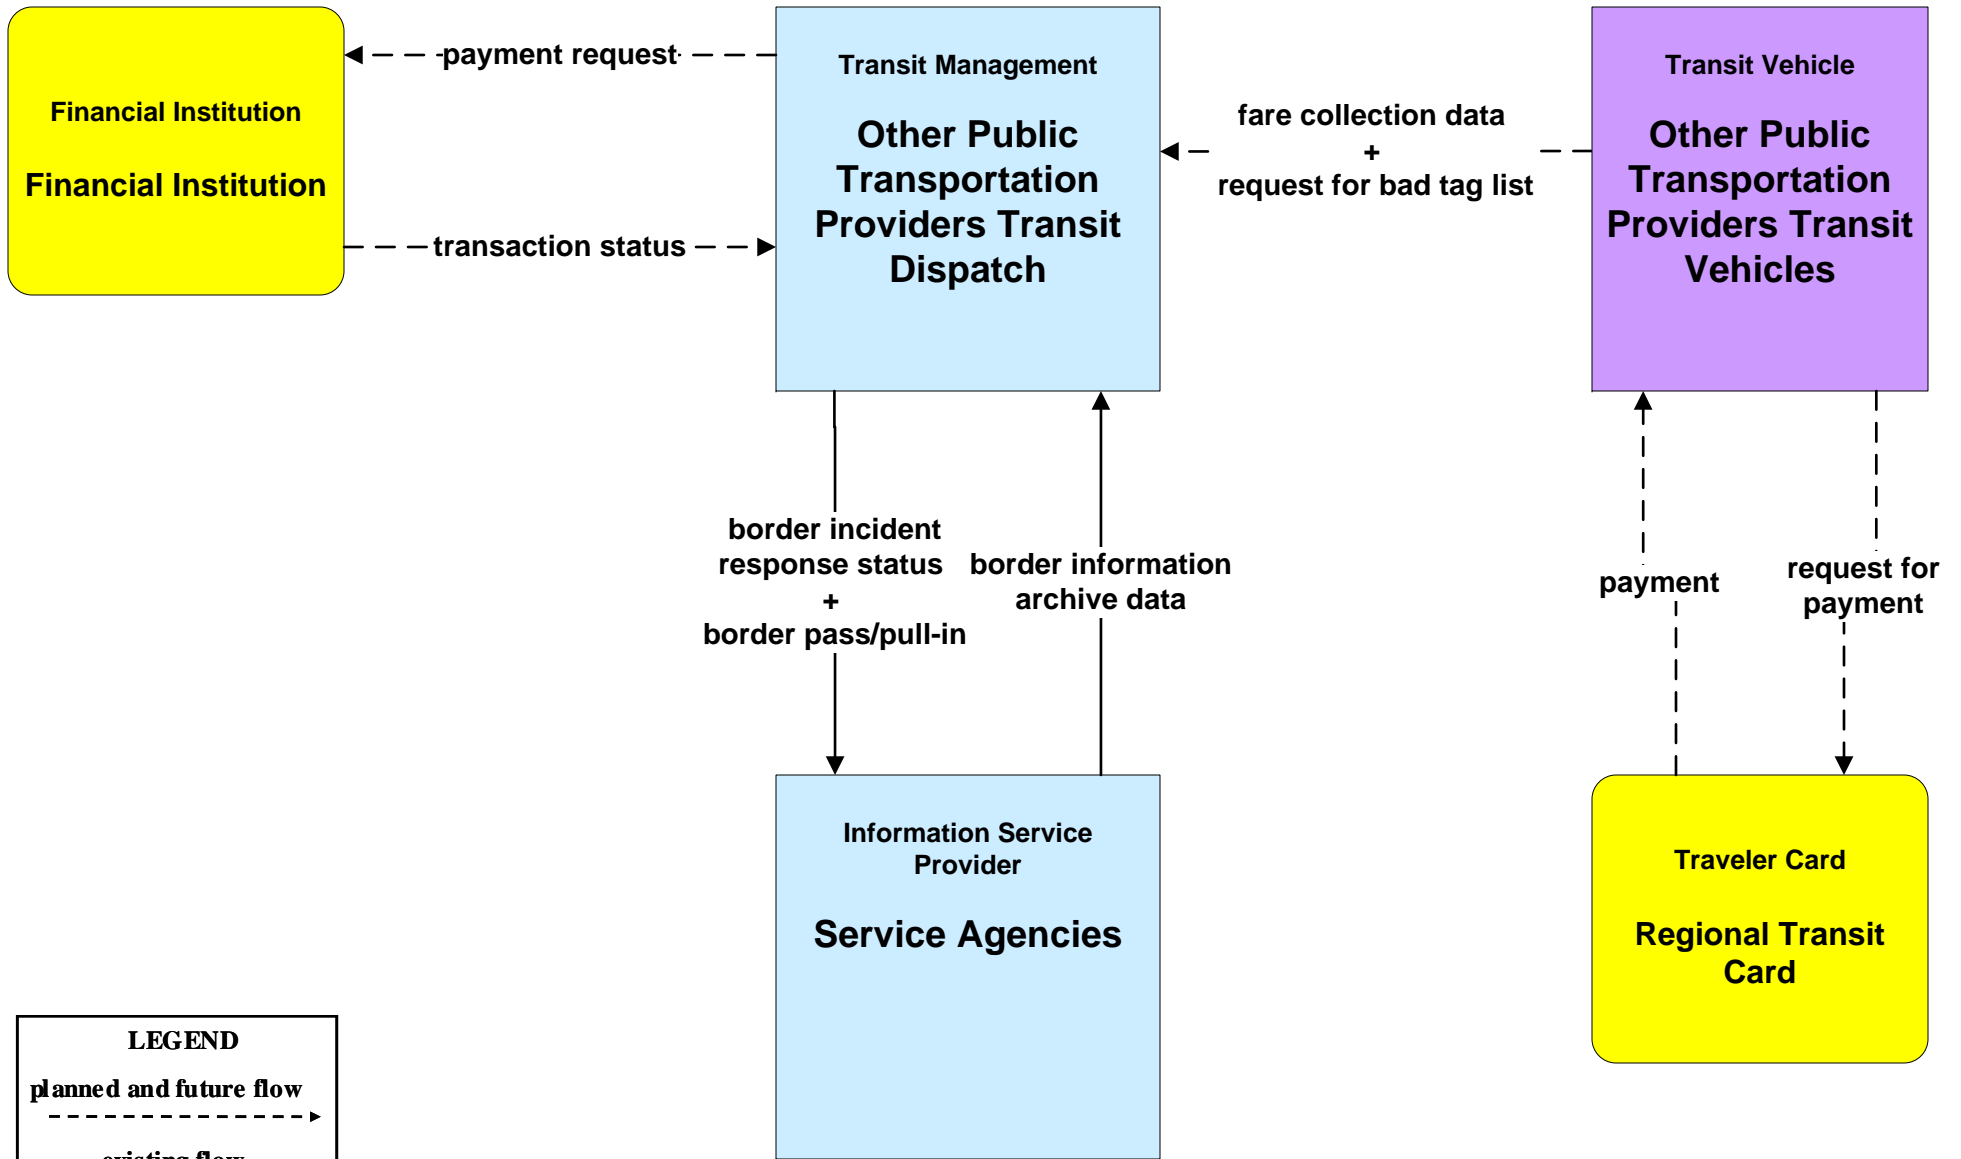 Financial Institution
Financial Institution
payment request
transaction status
Transit Management
Other Public
Transportation
Providers Transit
Dispatch
fare collection data
+
request for bad tag list
Transit Vehicle
Other Public
Transportation
Providers Transit
Vehicles
border incident
response status
+
border pass/pull-in
border information
archive data
payment
request for
payment
Information Service
Provider
Service Agencies
Traveler Card
Regional Transit
Card
LEGEND
planned and future flow
existing flow